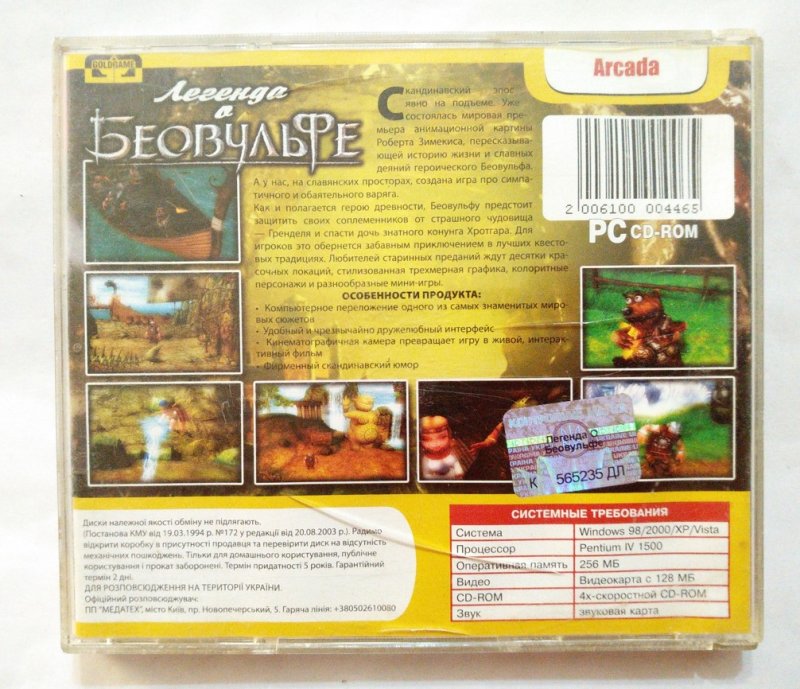 GOLDGAME
Arcada
Легенда
о
БЕОВУЛЬФЕ
Скандинавский эпос
явно на подъеме. Уже
состоялась мировая пре-
мьера анимационной картины
Роберта Зимекиса, пересказыва-
ющей историю жизни и славных
деяний героического Беовульфа.
А у нас, на славянских просторах, создана игра про симпа-
тичного и обаятельного варяга.
Как и полагается герою древности, Беовульфу предстоит
защитить своих соплеменников от страшного чудовища
— Гренделя и спасти дочь знатного конунга Хротгара. Для
игроков это обернется забавным приключением в лучших квесто-
вых традициях. Любителей старинных преданий ждут десятки кра-
сочных локаций, стилизованная трехмерная графика, колоритные
персонажи и разнообразные мини-игры.
2 006100 004465
PC CD-ROM
ОСОБЕННОСТИ ПРОДУКТА:
• Компьютерное переложение одного из самых знаменитых миро-
вых сюжетов
• Удобный и чрезвычайно дружелюбный интерфейс
• Кинематографичная камера превращает игру в живой, интерак-
тивный фильм
• Фирменный скандинавский юмор
Легенда О
Беовульфе
К 565235 ДЛ
Диски належної якості обміну не підлягають.
(Постанова КМУ від 19.03.1994 р. №172 у редакції від 20.08.2003 р.). Радимо
відкрити коробку в присутності продавця та перевірити диск на відсутність
механічних пошкоджень. Тільки для домашнього користування, публічне
користування і прокат заборонені. Термін придатності 5 років. Гарантійний
термін 2 дні.
ДЛЯ РОЗПОВСЮДЖЕННЯ НА ТЕРИТОРІЇ УКРАЇНИ.
Офіційний розповсюджувач:
ПП "МЕДАТЕХ", місто Київ, пр. Новопечерський, 5. Гаряча лінія: +380502610080
СИСТЕМНЫЕ ТРЕБОВАНИЯ
Система Windows 98/2000/XP/Vista
Процессор Pentium IV 1500
Оперативная память 256 МБ
Видео Видеокарта с 128 МБ
CD-ROM 4х-скоростной CD-ROM
Звук звуковая карта